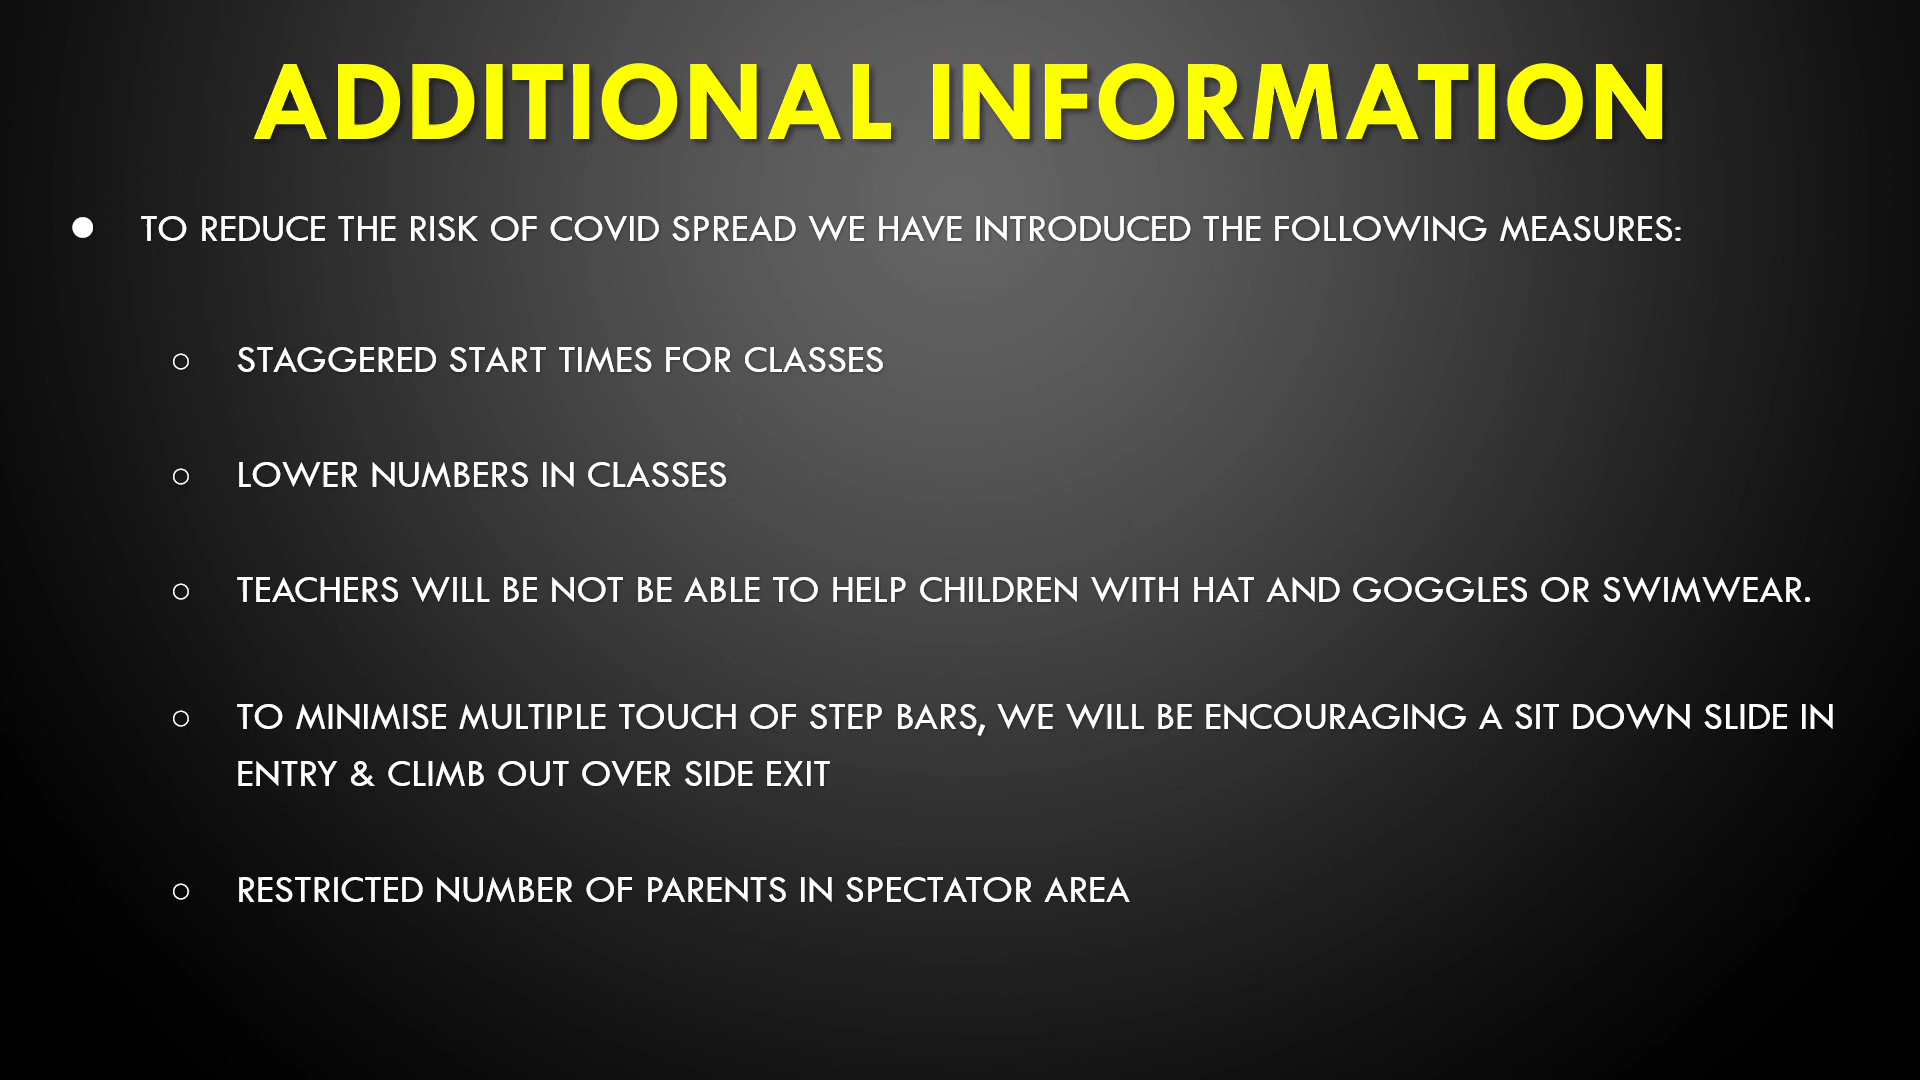 ADDITIONAL INFORMATION
● TO REDUCE THE RISK OF COVID SPREAD WE HAVE INTRODUCED THE FOLLOWING MEASURES:
○ STAGGERED START TIMES FOR CLASSES
○ LOWER NUMBERS IN CLASSES
○ TEACHERS WILL BE NOT BE ABLE TO HELP CHILDREN WITH HAT AND GOGGLES OR SWIMWEAR.
○ TO MINIMISE MULTIPLE TOUCH OF STEP BARS, WE WILL BE ENCOURAGING A SIT DOWN SLIDE IN
ENTRY & CLIMB OUT OVER SIDE EXIT
○ RESTRICTED NUMBER OF PARENTS IN SPECTATOR AREA